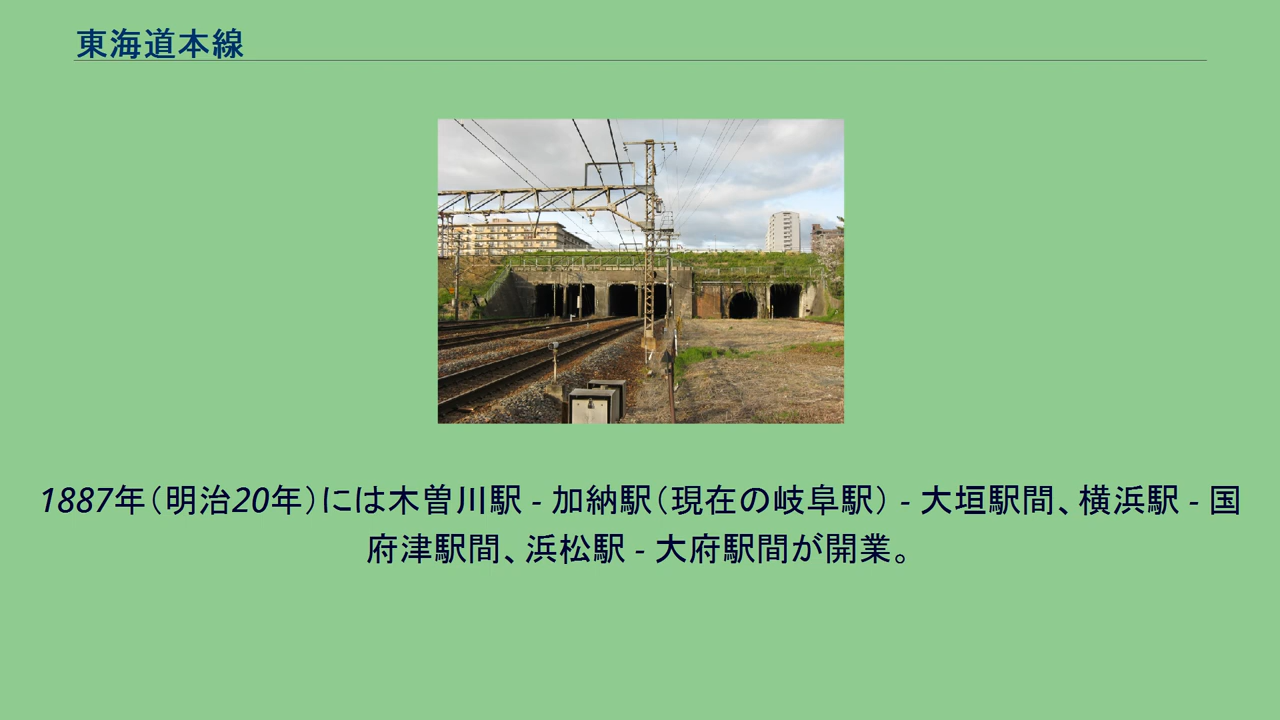 東海道本線
1887年（明治20年）には木曽川駅 - 加納駅（現在の岐阜駅） - 大垣駅間、横浜駅 - 国
府津駅間、浜松駅 - 大府駅間が開業。